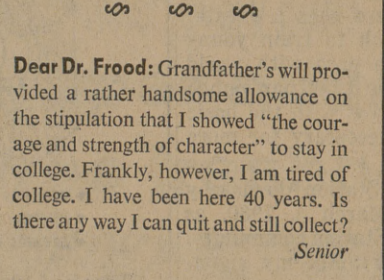 Dear Dr. Frood: Grandfather's will pro-
vided a rather handsome allowance on
the stipulation that I showed "the cour-
age and strength of character" to stay in
college. Frankly, however, I am tired of
college. I have been here 40 years. Is
there any way I can quit and still collect?
Senior